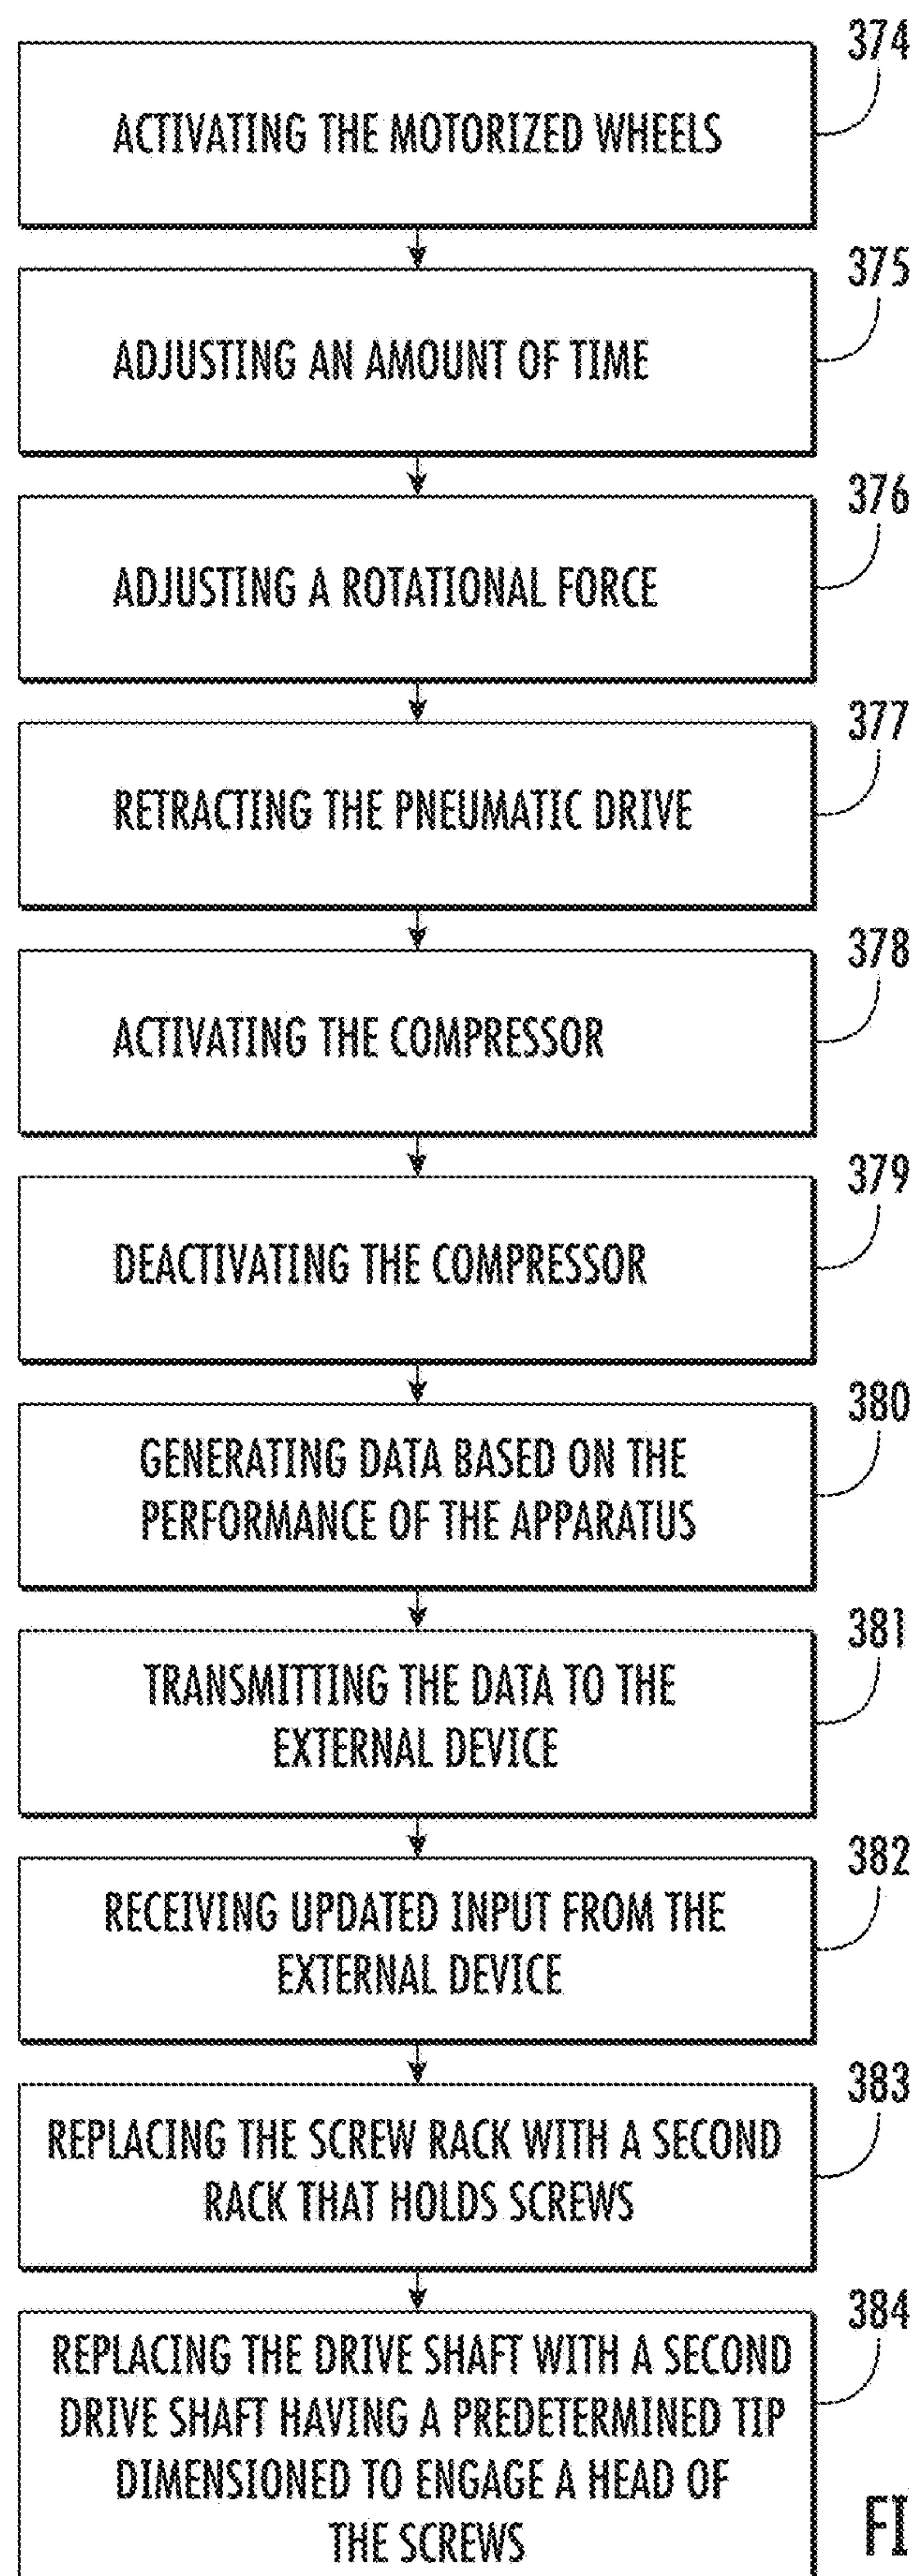 374
ACTIVATING THE MOTORIZED WHEELS
375
ADJUSTING AN AMOUNT OF TIME
376
ADJUSTING A ROTATIONAL FORCE
377
RETRACTING THE PNEUMATIC DRIVE
378
ACTIVATING THE COMPRESSOR
379
DEACTIVATING THE COMPRESSOR
380
GENERATING DATA BASED ON THE
PERFORMANCE OF THE APPARATUS
381
TRANSMITTING THE DATA TO THE
EXTERNAL DEVICE
382
RECEIVING UPDATED INPUT FROM THE
EXTERNAL DEVICE
383
REPLACING THE SCREW RACK WITH A SECOND
RACK THAT HOLDS SCREWS
384
REPLACING THE DRIVE SHAFT WITH A SECOND
DRIVE SHAFT HAVING A PREDETERMINED TIP
DIMENSIONED TO ENGAGE A HEAD OF
THE SCREWS
FI